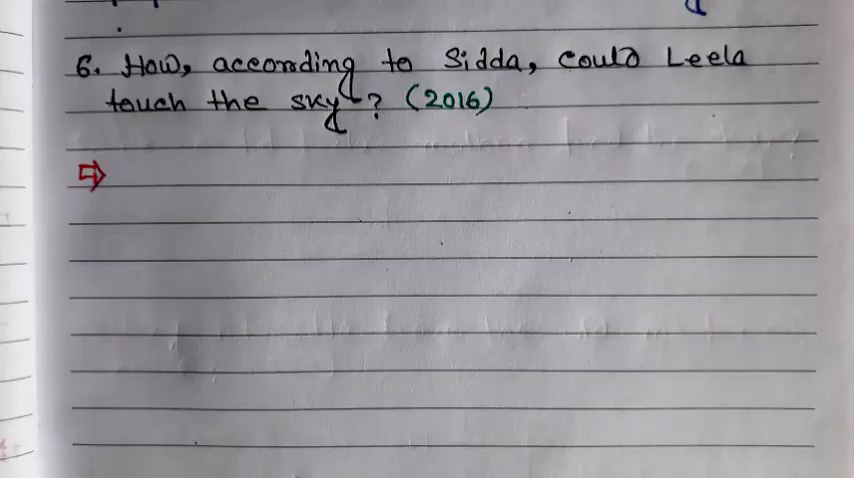 6. How, according to Sidda, could Leela
touch the sky? (2016)